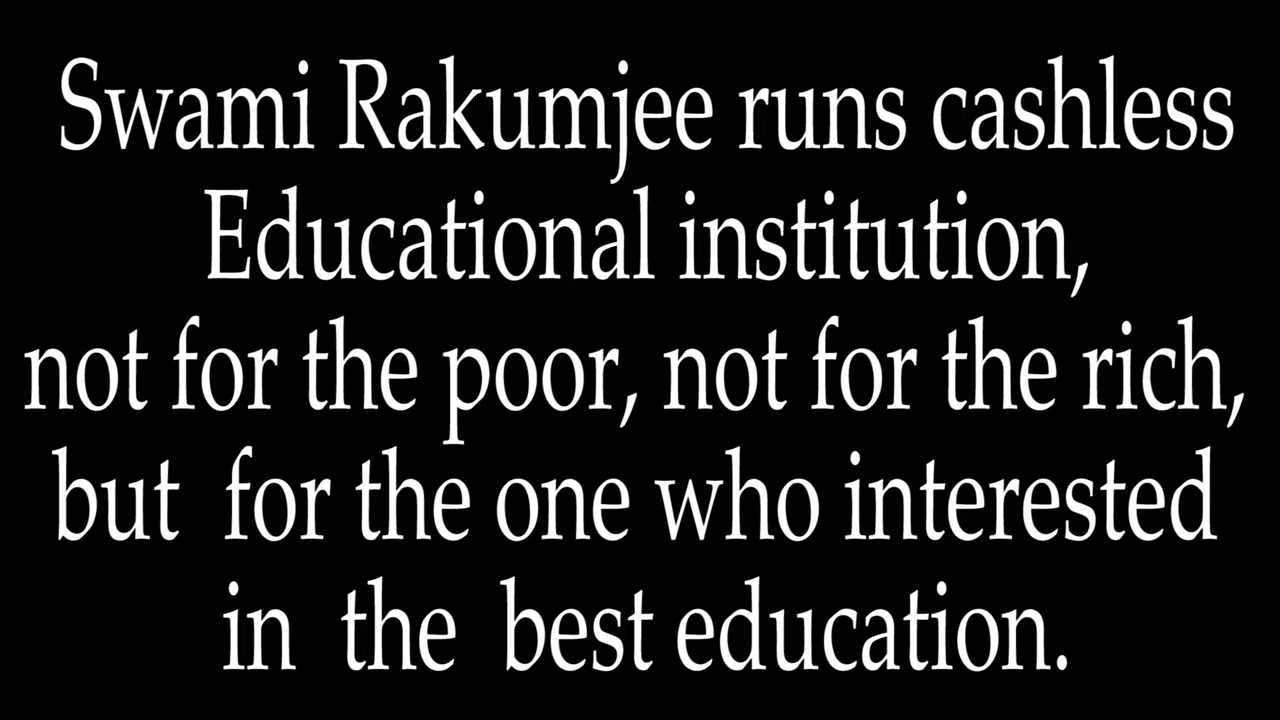 Swami Rakumjee runs cashless
Educational institution,
not for the poor, not for the rich,
but for the one who interested
in the best education.